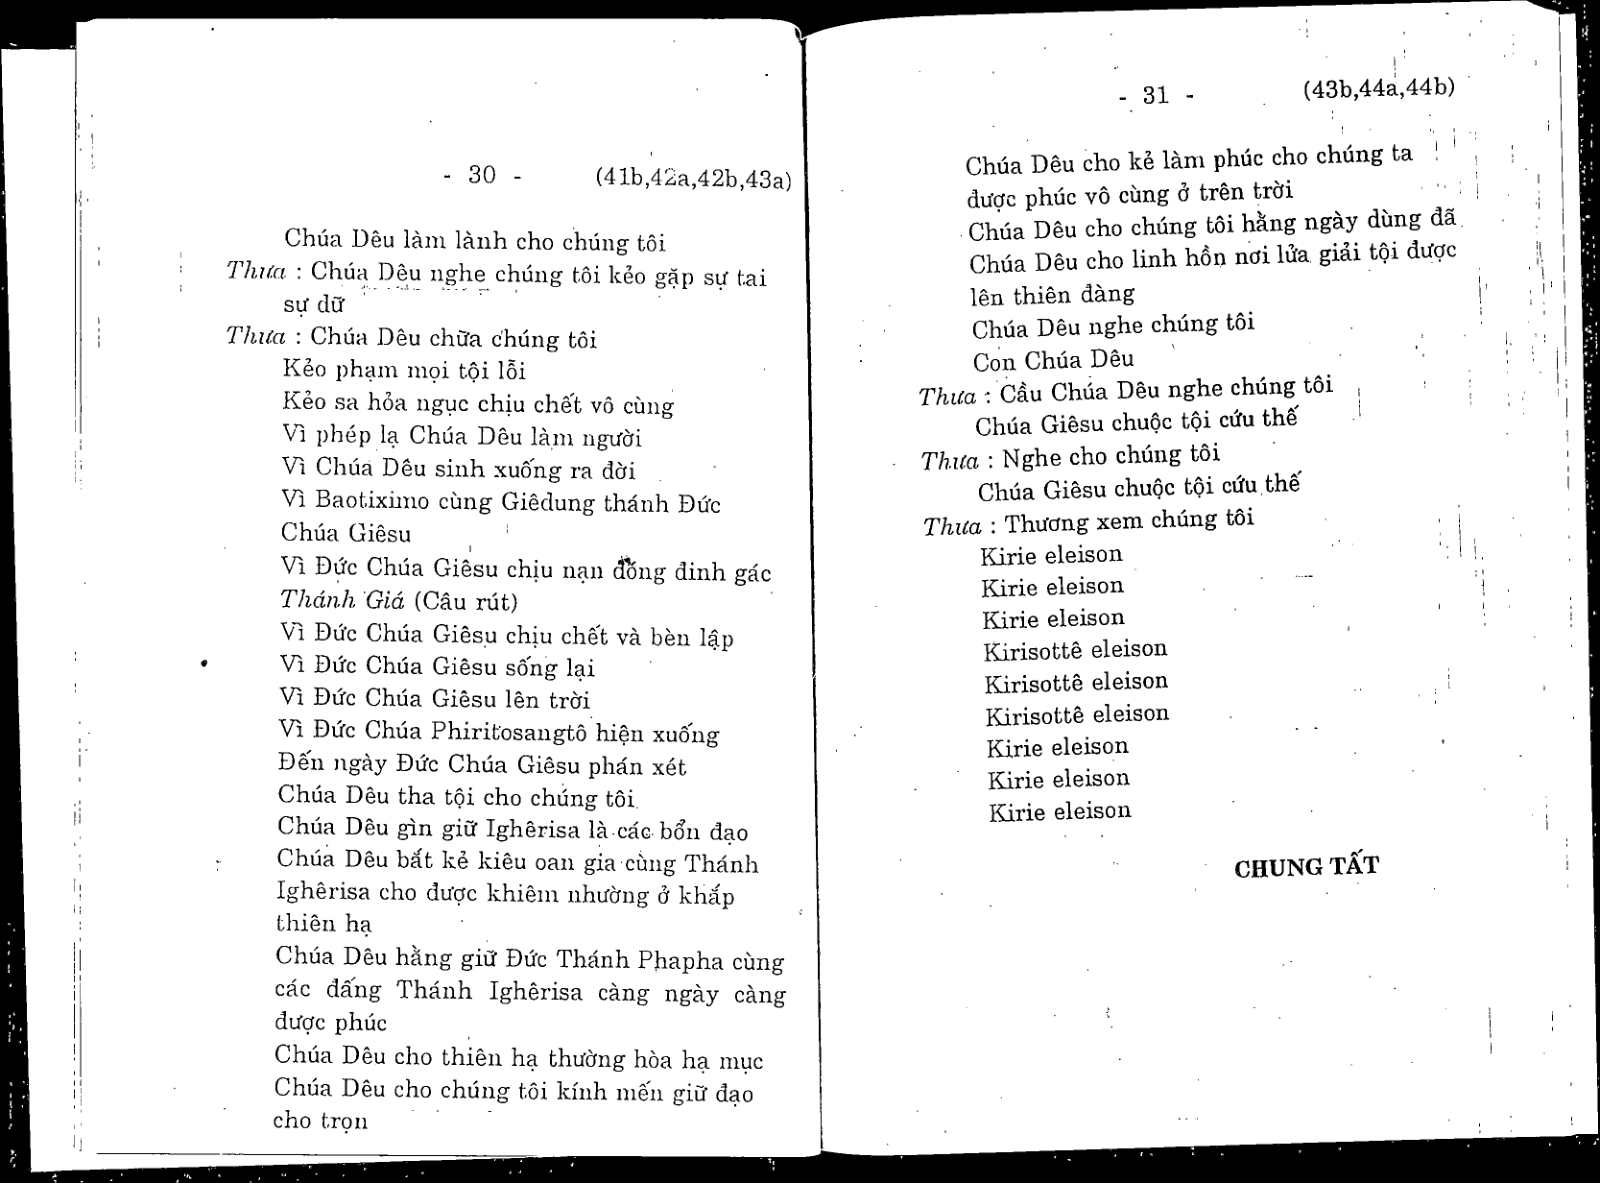 - 30 - (41b,42a,42b,43a)
Chúa Dêu làm lành cho chúng tôi
Thưa : Chúa Dêu nghe chúng tôi kẻo gặp sự tai
sự dữ
Thưa : Chúa Dêu chữa chúng tôi
Kẻo phạm mọi tội lỗi
Kẻo sa hỏa ngục chịu chết vô cùng
Vì phép lạ Chúa Dêu làm người
Vì Chúa Dêu sinh xuống ra đời
Vì Baotiximo cùng Giêdung thánh Đức
Chúa Giêsu
Vì Đức Chúa Giêsu chịu nạn đóng đinh gác
Thánh Giá (Câu rút)
Vì Đức Chúa Giêsu chịu chết và bèn lập
Vì Đức Chúa Giêsu sống lại
Vì Đức Chúa Giêsu lên trời
Vì Đức Chúa Phiritosangtô hiện xuống
Đến ngày Đức Chúa Giêsu phán xét
Chúa Dêu tha tội cho chúng tôi
Chúa Dêu gìn giữ Ighêrisa là các bổn đạo
Chúa Dêu bắt kẻ kiêu oan gia cùng Thánh
Ighêrisa cho được khiêm nhường ở khắp
thiên hạ
Chúa Dêu hằng giữ Đức Thánh Phapha cùng
các đấng Thánh Ighêrisa càng ngày càng
được phúc
Chúa Dêu cho thiên hạ thường hòa hạ mục
Chúa Dêu cho chúng tôi kính mến giữ đạo
cho trọn
- 31 - (43b,44a,44b)
Chúa Dêu cho kẻ làm phúc cho chúng ta
được phúc vô cùng ở trên trời
Chúa Dêu cho chúng tôi hằng ngày dùng đã
Chúa Dêu cho linh hồn nơi lửa giải tội được
lên thiên đàng
Chúa Dêu nghe chúng tôi
Con Chúa Dêu
Thưa : Cầu Chúa Dêu nghe chúng tôi
Chúa Giêsu chuộc tội cứu thế
Thưa : Nghe cho chúng tôi
Chúa Giêsu chuộc tội cứu thế
Thưa : Thương xem chúng tôi
Kirie eleison
Kirie eleison
Kirie eleison
Kirisottê eleison
Kirisottê eleison
Kirisottê eleison
Kirie eleison
Kirie eleison
Kirie eleison
CHUNG TẤT